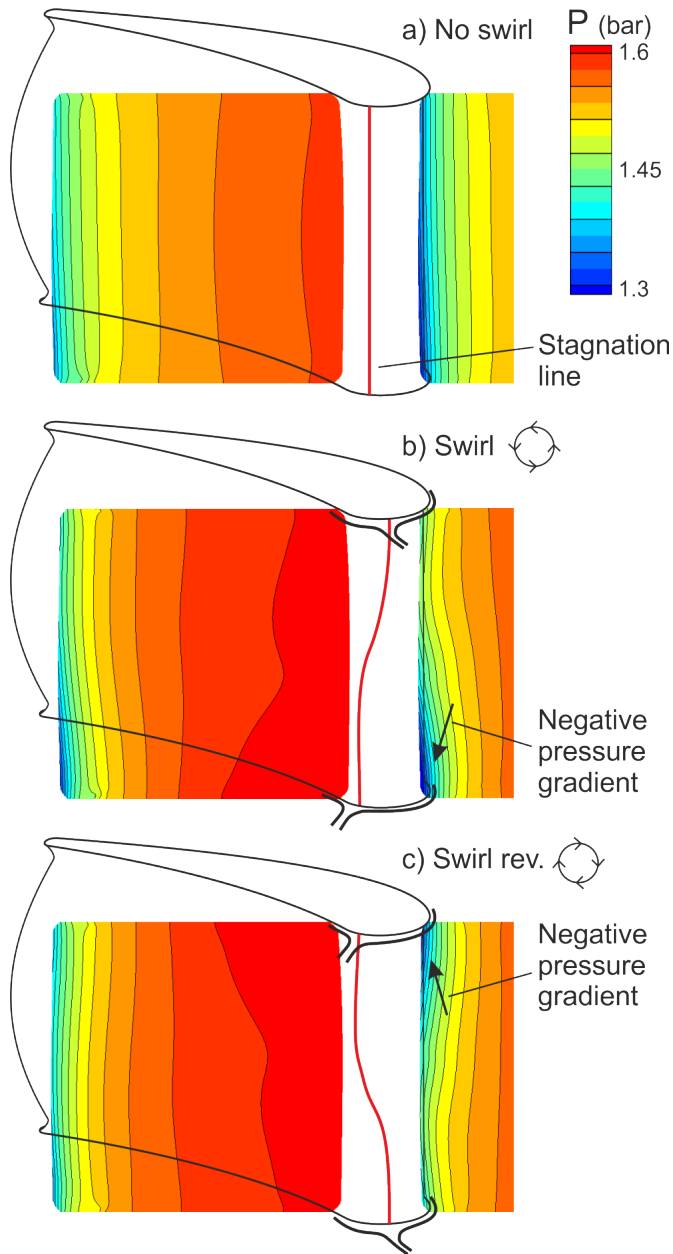 a) No swirl
P (bar)
1.6
1.45
1.3
Stagnation
line
b) Swirl
Negative
pressure
gradient
c) Swirl rev.
Negative
pressure
gradient